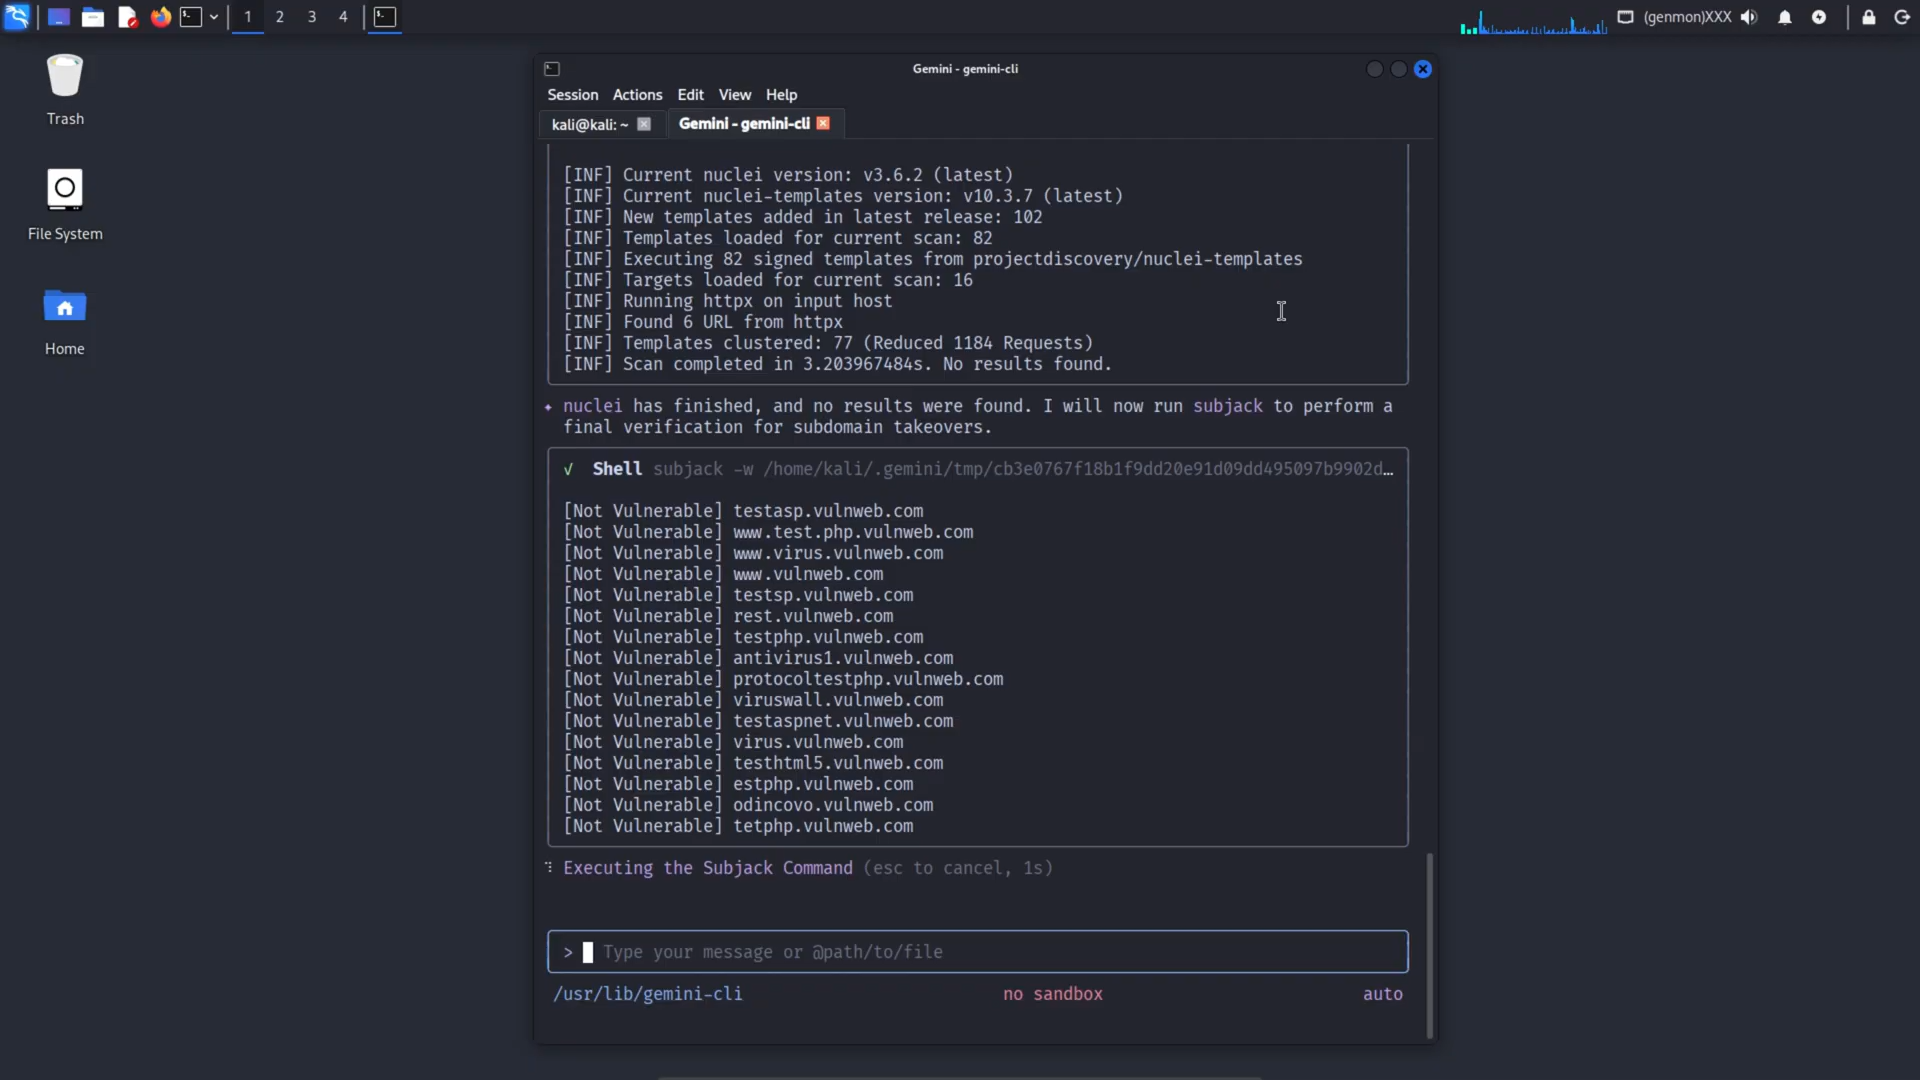 1 2 3 4
(genmon)XXX
Trash
File System
Home
Gemini - gemini-cli
Session Actions Edit View Help
kali@kali: ~
Gemini - gemini-cli
[INF] Current nuclei version: v3.6.2 (latest)
[INF] Current nuclei-templates version: v10.3.7 (latest)
[INF] New templates added in latest release: 102
[INF] Templates loaded for current scan: 82
[INF] Executing 82 signed templates from projectdiscovery/nuclei-templates
[INF] Targets loaded for current scan: 16
[INF] Running httpx on input host
[INF] Found 6 URL from httpx
[INF] Templates clustered: 77 (Reduced 1184 Requests)
[INF] Scan completed in 3.203967484s. No results found.
✦ nuclei has finished, and no results were found. I will now run subjack to perform a
final verification for subdomain takeovers.
✓ Shell subjack -w /home/kali/.gemini/tmp/cb3e0767f18b1f9dd20e91d09dd495097b9902d…
[Not Vulnerable] testasp.vulnweb.com
[Not Vulnerable] www.test.php.vulnweb.com
[Not Vulnerable] www.virus.vulnweb.com
[Not Vulnerable] www.vulnweb.com
[Not Vulnerable] testsp.vulnweb.com
[Not Vulnerable] rest.vulnweb.com
[Not Vulnerable] testphp.vulnweb.com
[Not Vulnerable] antivirus1.vulnweb.com
[Not Vulnerable] protocoltestphp.vulnweb.com
[Not Vulnerable] viruswall.vulnweb.com
[Not Vulnerable] testaspnet.vulnweb.com
[Not Vulnerable] virus.vulnweb.com
[Not Vulnerable] testhtml5.vulnweb.com
[Not Vulnerable] estphp.vulnweb.com
[Not Vulnerable] odincovo.vulnweb.com
[Not Vulnerable] tetphp.vulnweb.com
Executing the Subjack Command (esc to cancel, 1s)
> Type your message or @path/to/file
/usr/lib/gemini-cli no sandbox auto